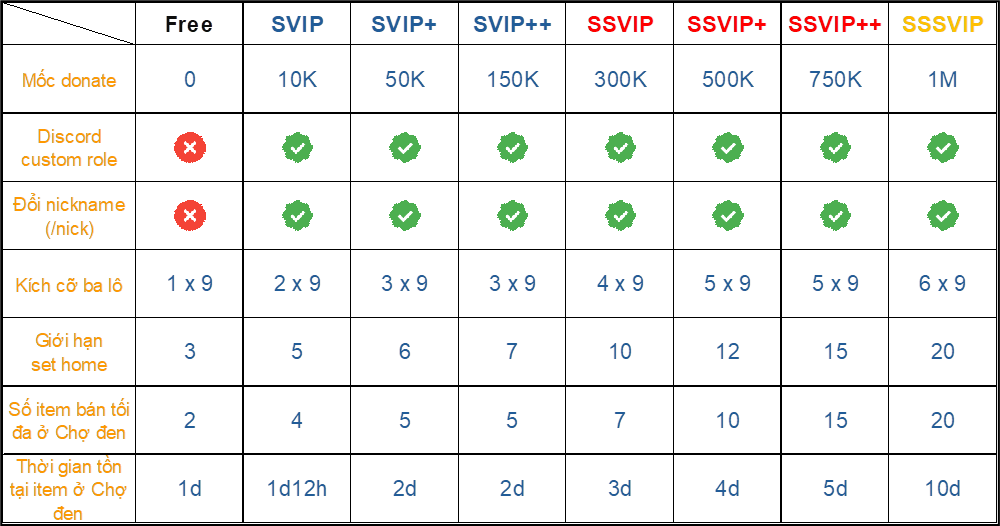 Free SVIP SVIP+ SVIP++ SSVIP SSVIP+ SSVIP++ SSSVIP
Mốc donate 0 10K 50K 150K 300K 500K 750K 1M
Discord
custom role
Đổi nickname
(/nick)
Kích cỡ ba lô 1 x 9 2 x 9 3 x 9 3 x 9 4 x 9 5 x 9 5 x 9 6 x 9
Giới hạn
set home 3 5 6 7 10 12 15 20
Số item bán tối
đa ở Chợ đen 2 4 5 5 7 10 15 20
Thời gian tồn
tại item ở Chợ
đen 1d 1d12h 2d 2d 3d 4d 5d 10d